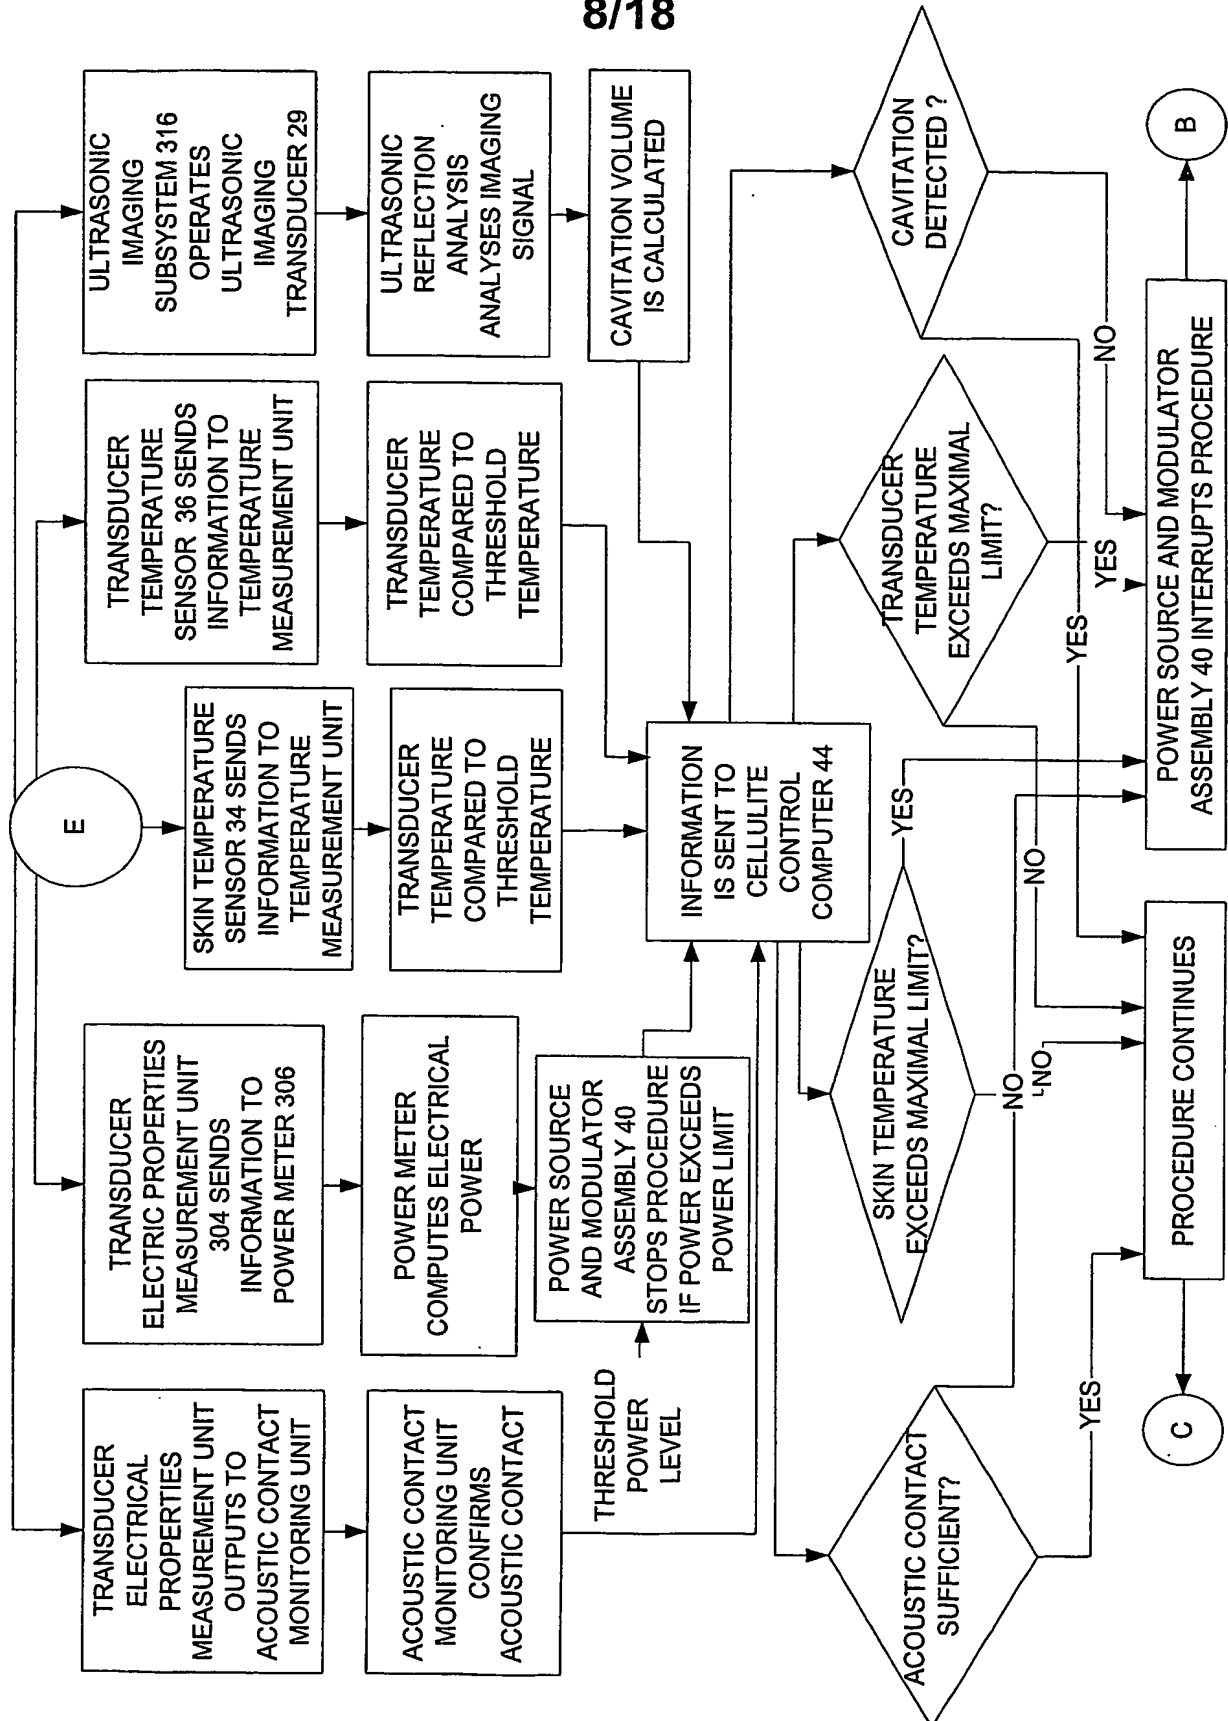 8/18
E
TRANSDUCER
ELECTRICAL
PROPERTIES
MEASUREMENT UNIT
OUTPUTS TO
ACOUSTIC CONTACT
MONITORING UNIT
TRANSDUCER
ELECTRIC PROPERTIES
MEASUREMENT UNIT
304 SENDS
INFORMATION TO
POWER METER 306
SKIN TEMPERATURE
SENSOR 34 SENDS
INFORMATION TO
TEMPERATURE
MEASUREMENT UNIT
TRANSDUCER
TEMPERATURE
SENSOR 36 SENDS
INFORMATION TO
TEMPERATURE
MEASUREMENT UNIT
ULTRASONIC
IMAGING
SUBSYSTEM 316
OPERATES
ULTRASONIC
IMAGING
TRANSDUCER 29
ACOUSTIC CONTACT
MONITORING UNIT
CONFIRMS
ACOUSTIC CONTACT
POWER METER
COMPUTES ELECTRICAL
POWER
TRANSDUCER
TEMPERATURE
COMPARED TO
THRESHOLD
TEMPERATURE
TRANSDUCER
TEMPERATURE
COMPARED TO
THRESHOLD
TEMPERATURE
ULTRASONIC
REFLECTION
ANALYSIS
ANALYSES IMAGING
SIGNAL
THRESHOLD
POWER
LEVEL
POWER SOURCE
AND MODULATOR
ASSEMBLY 40
STOPS PROCEDURE
IF POWER EXCEEDS
POWER LIMIT
CAVITATION VOLUME
IS CALCULATED
INFORMATION
IS SENT TO
CELLULITE
CONTROL
COMPUTER 44
ACOUSTIC CONTACT
SUFFICIENT?
SKIN TEMPERATURE
EXCEEDS MAXIMAL LIMIT?
TRANSDUCER
TEMPERATURE
EXCEEDS MAXIMAL
LIMIT?
CAVITATION
DETECTED ?
YES
NO
NO
YES
NO
YES
YES
NO
C
PROCEDURE CONTINUES
POWER SOURCE AND MODULATOR
ASSEMBLY 40 INTERRUPTS PROCEDURE
B